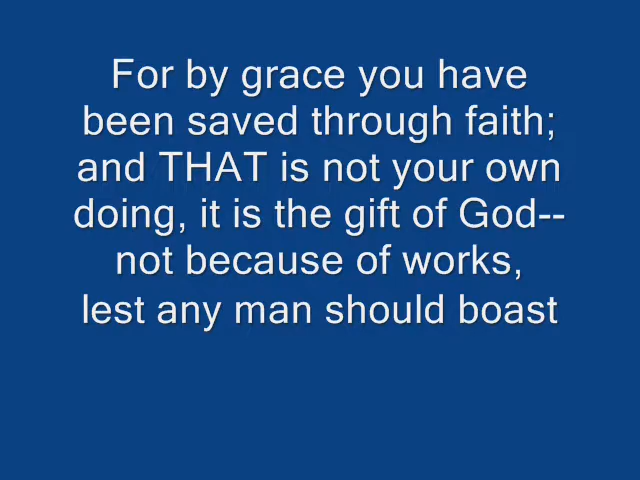 For by grace you have
been saved through faith;
and THAT is not your own
doing, it is the gift of God--
not because of works,
lest any man should boast